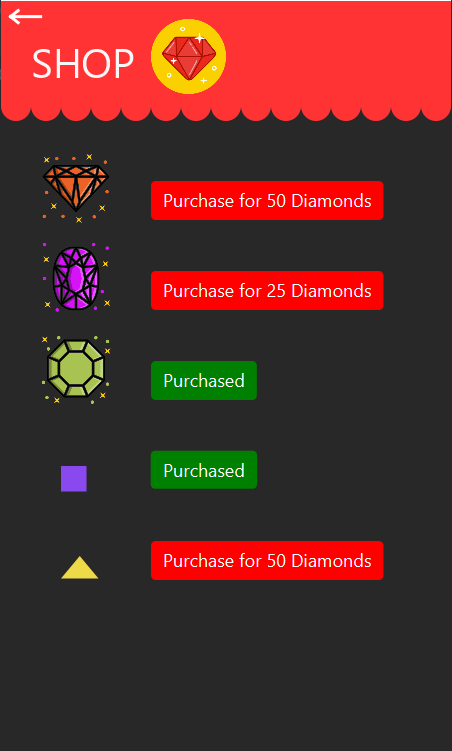 SHOP
Purchase for 50 Diamonds
Purchase for 25 Diamonds
Purchased
Purchased
Purchase for 50 Diamonds